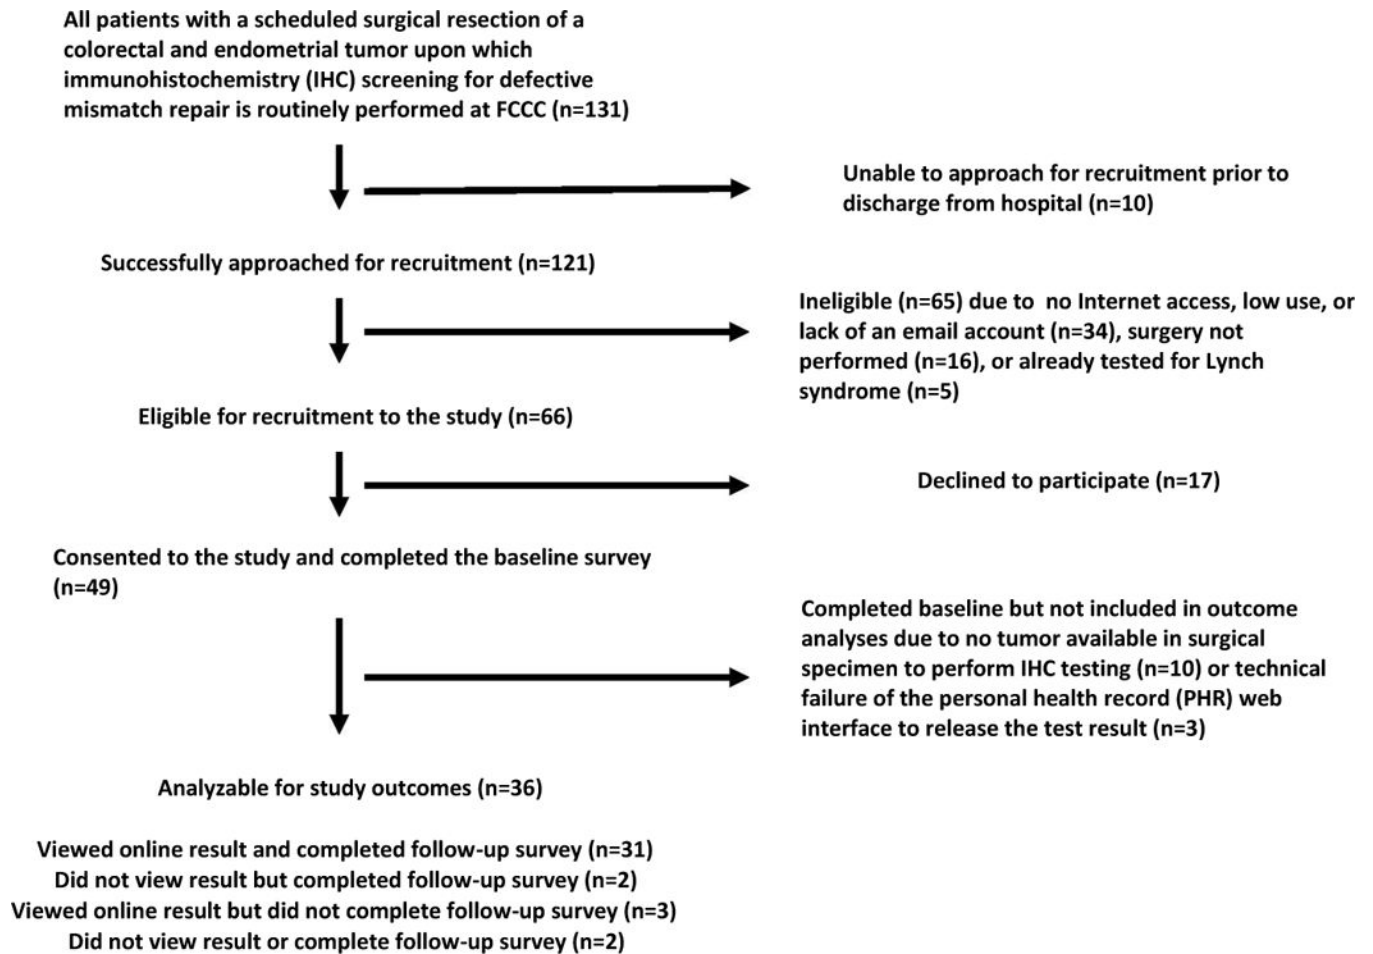 All patients with a scheduled surgical resection of a
colorectal and endometrial tumor upon which
immunohistochemistry (IHC) screening for defective
mismatch repair is routinely performed at FCCC (n=131)
Unable to approach for recruitment prior to
discharge from hospital (n=10)
Successfully approached for recruitment (n=121)
Ineligible (n=65) due to no Internet access, low use, or
lack of an email account (n=34), surgery not
performed (n=16), or already tested for Lynch
syndrome (n=5)
Eligible for recruitment to the study (n=66)
Declined to participate (n=17)
Consented to the study and completed the baseline survey
(n=49)
Completed baseline but not included in outcome
analyses due to no tumor available in surgical
specimen to perform IHC testing (n=10) or technical
failure of the personal health record (PHR) web
interface to release the test result (n=3)
Analyzable for study outcomes (n=36)
Viewed online result and completed follow-up survey (n=31)
Did not view result but completed follow-up survey (n=2)
Viewed online result but did not complete follow-up survey (n=3)
Did not view result or complete follow-up survey (n=2)